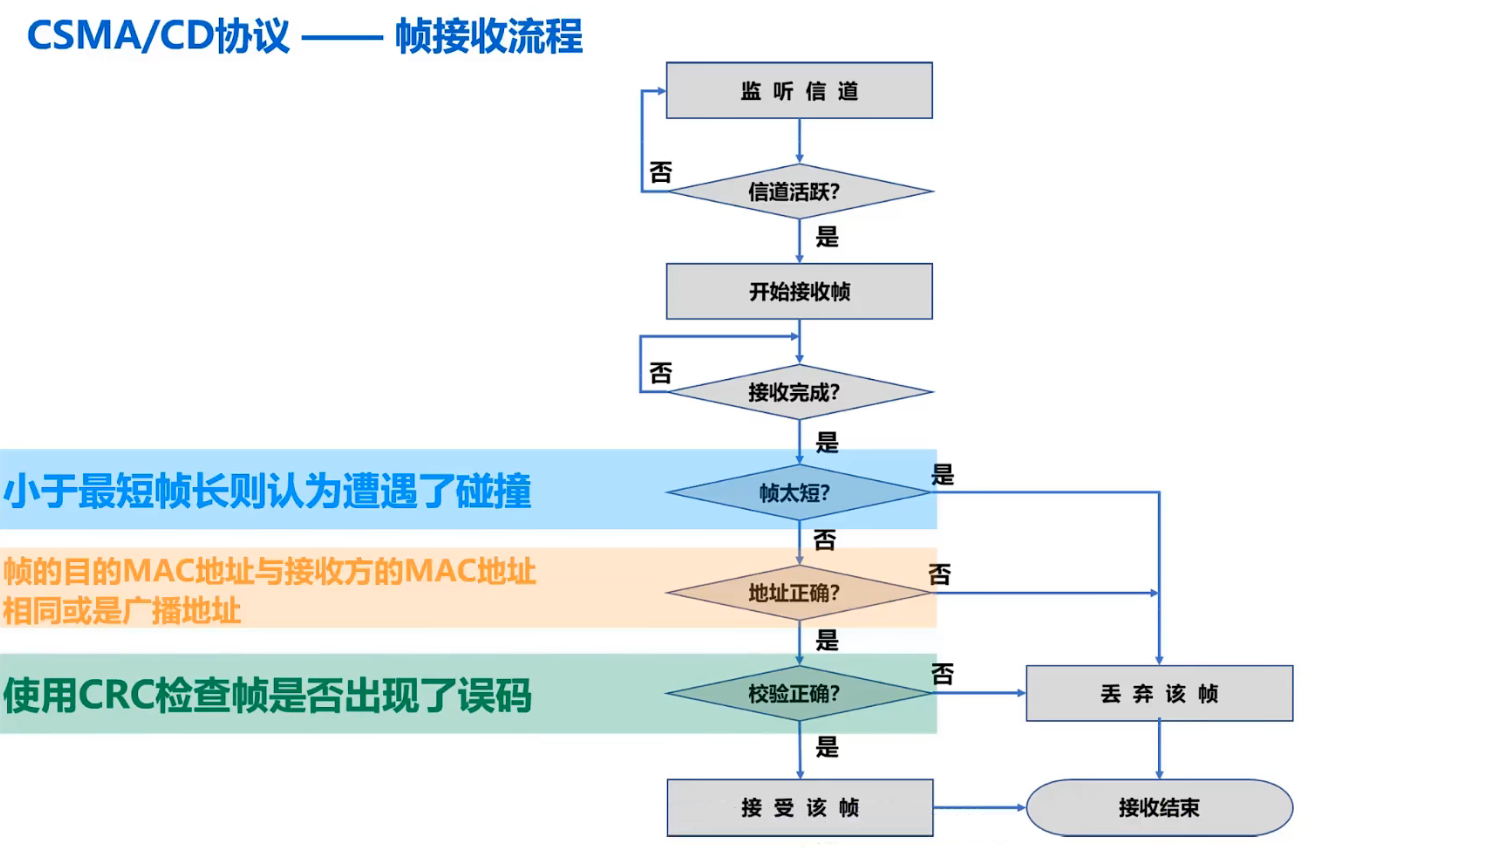 CSMA/CD协议 —— 帧接收流程
监 听 信 道
否
信道活跃？
是
开始接收帧
否
接收完成？
是
小于最短帧长则认为遭遇了碰撞
帧太短？
是
否
帧的目的MAC地址与接收方的MAC地址
相同或是广播地址
地址正确？
否
是
使用CRC检查帧是否出现了误码
校验正确？
否
丢 弃 该 帧
是
接 受 该 帧
接收结束